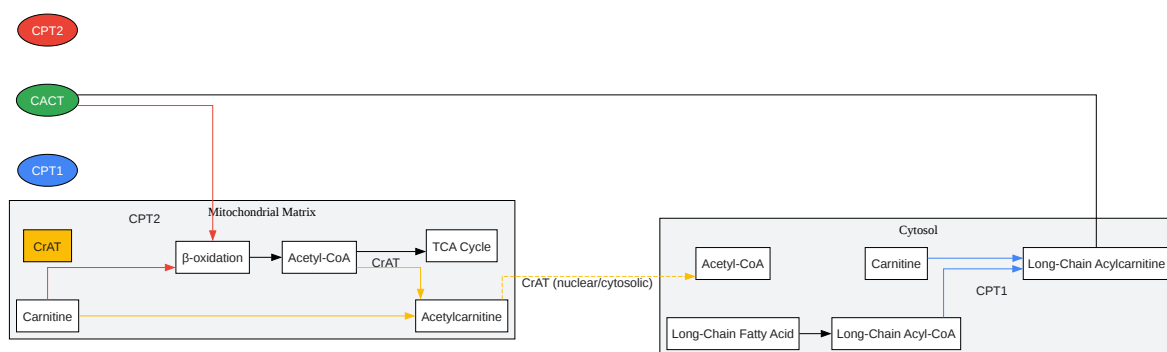 CPT2
CACT
CPT1
Mitochondrial Matrix
CPT2
CrAT
β-oxidation
Acetyl-CoA
TCA Cycle
CrAT
Carnitine
Acetylcarnitine
CrAT (nuclear/cytosolic)
Cytosol
Acetyl-CoA
Carnitine
Long-Chain Acylcarnitine
CPT1
Long-Chain Fatty Acid
Long-Chain Acyl-CoA